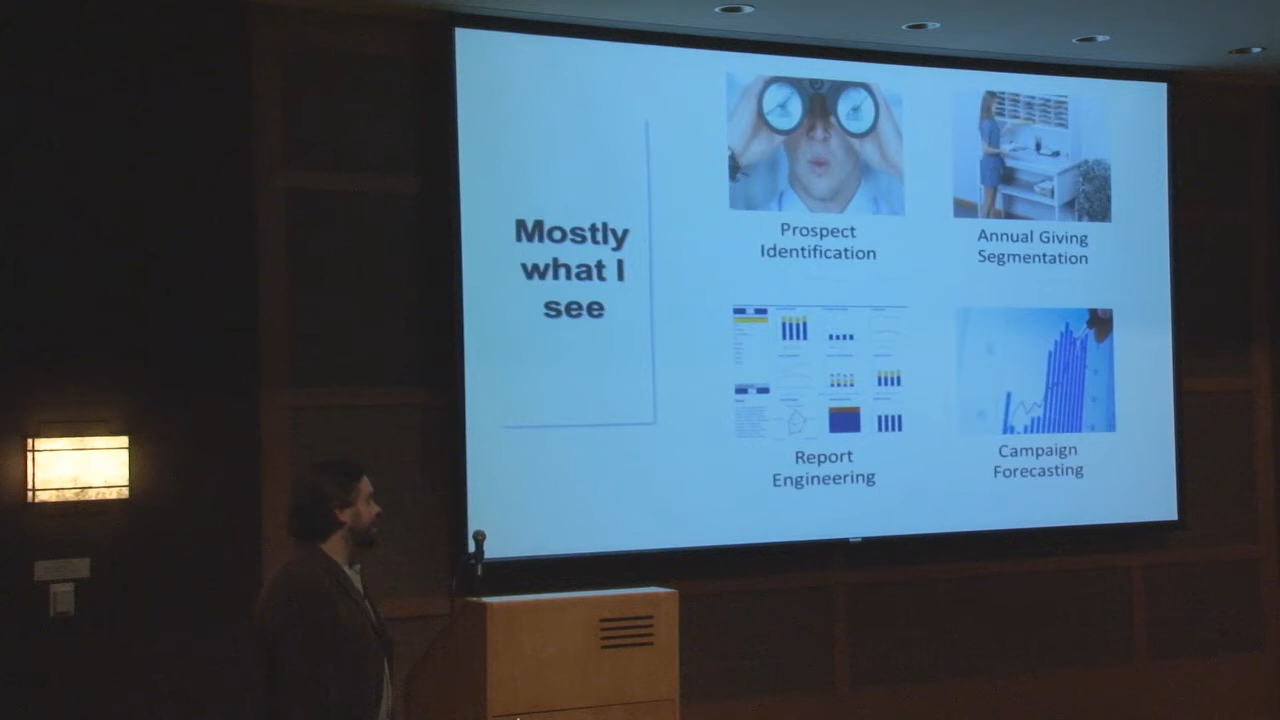 Mostly
what I
see
Prospect
Identification
Annual Giving
Segmentation
Report
Engineering
Campaign
Forecasting